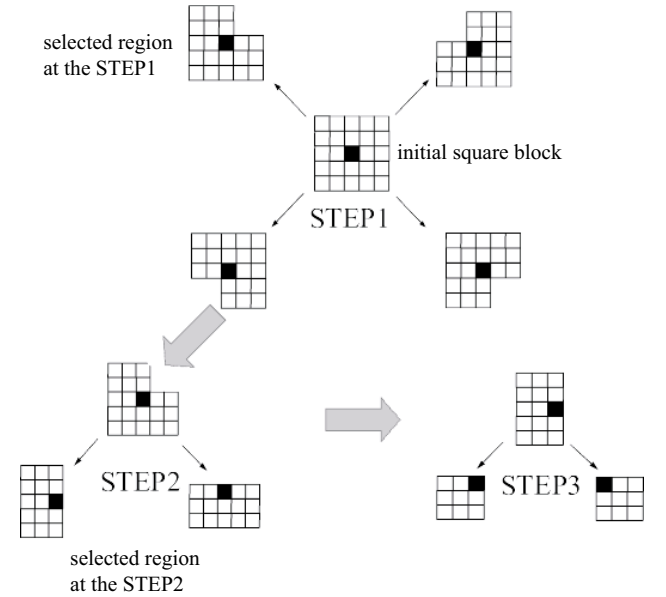 selected region
at the STEP1
initial square block
STEP1
STEP2
STEP3
selected region
at the STEP2